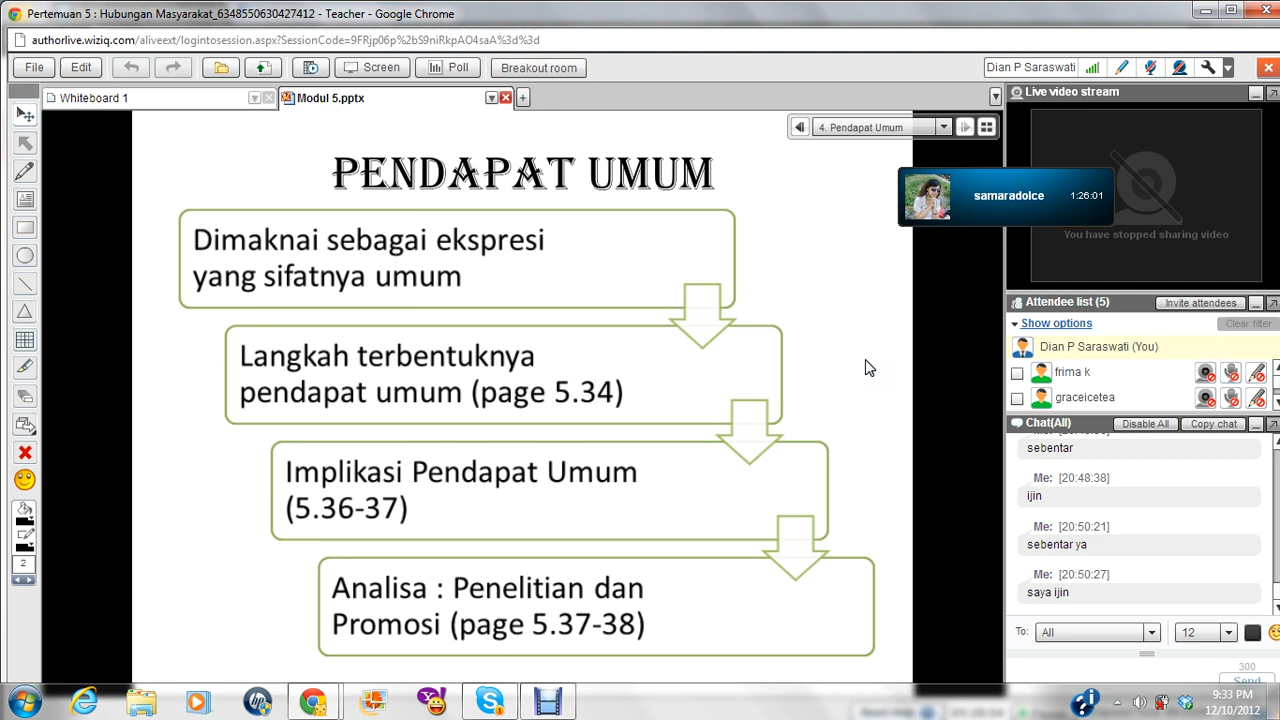 Pertemuan 5 : Hubungan Masyarakat_6348550630427412 - Teacher - Google Chrome
authorlive.wiziq.com/aliveext/logintosession.aspx?SessionCode=9FRjp06p%2bS9niRkpAO4saA%3d%3d
File Edit Screen Poll Breakout room Dian P Saraswati
Whiteboard 1 Modul 5.pptx
4. Pendapat Umum
PENDAPAT UMUM
Dimaknai sebagai ekspresi
yang sifatnya umum
Langkah terbentuknya
pendapat umum (page 5.34)
Implikasi Pendapat Umum
(5.36-37)
Analisa : Penelitian dan
Promosi (page 5.37-38)
2
Live video stream
samaradolce 1:26:01
You have stopped sharing video
Attendee list (5) Invite attendees
Show options Clear filter
Dian P Saraswati (You)
frima k
graceicetea
Chat(All) Disable All Copy chat
sebentar
Me: [20:48:38]
ijin
Me: [20:50:21]
sebentar ya
Me: [20:50:27]
saya ijin
To: All 12
300
Send
9:33 PM
12/10/2012